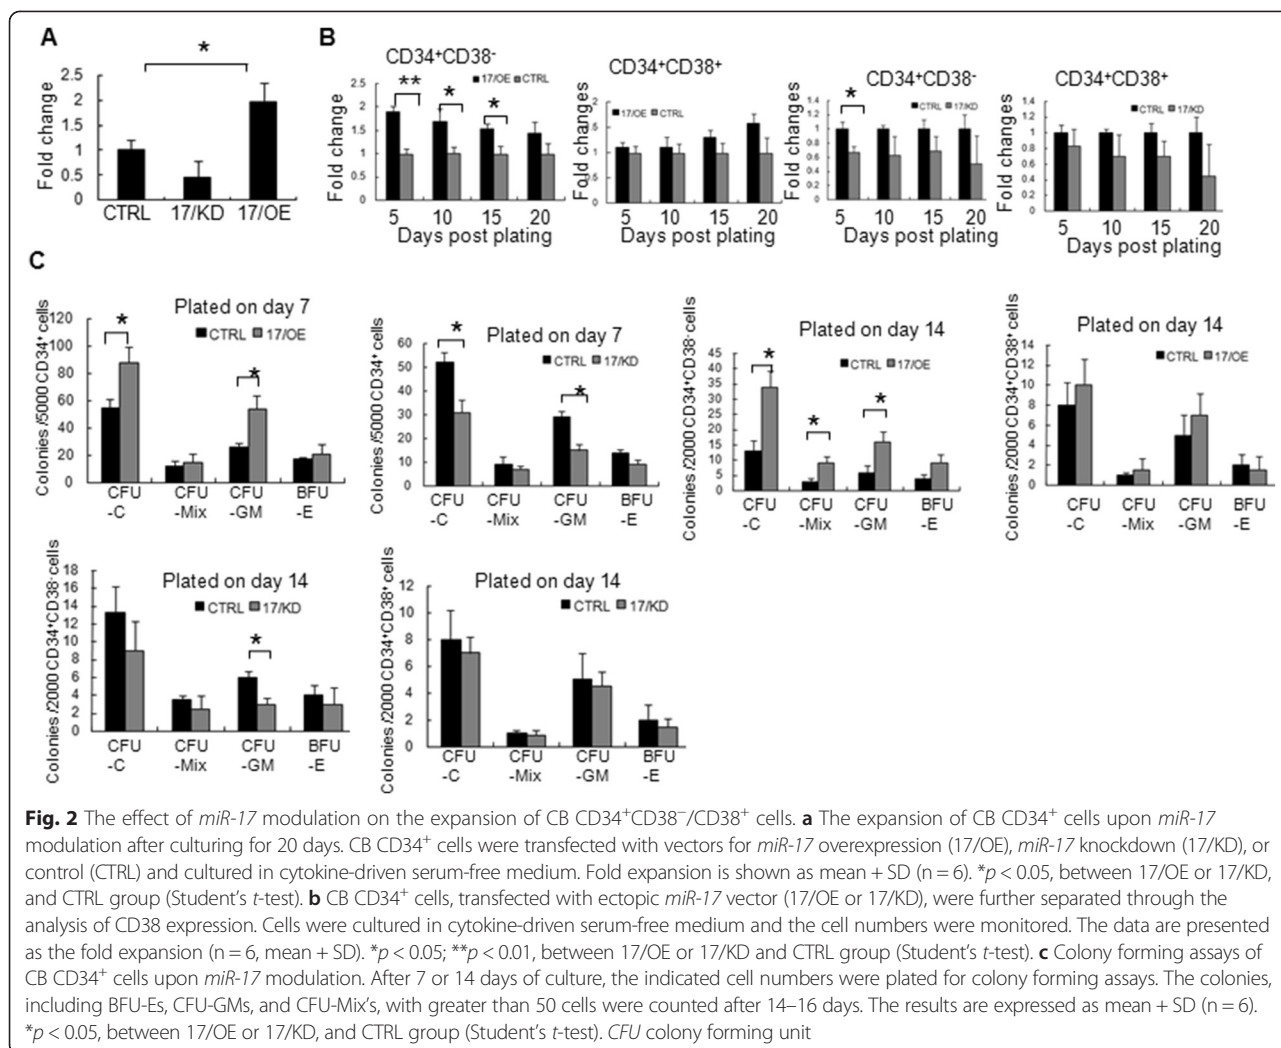 A
*
Fold change
2.5
2
1.5
1
0.5
0
CTRL 17/KD 17/OE
B
CD34⁺CD38⁻
17/OE CTRL
** * *
Fold change
2.5
2
1.5
1
0.5
0
5 10 15 20
Days post plating
CD34⁺CD38⁺
17/OE CTRL
Fold change
2
1.5
1
0.5
0
5 10 15 20
Days post plating
CD34⁺CD38⁻
CTRL 17/KD
*
Fold changes
1.4
1.2
1
0.8
0.6
0.4
0.2
0
5 10 15 20
Days post plating
CD34⁺CD38⁺
CTRL 17/KD
Fold changes
1.4
1.2
1
0.8
0.6
0.4
0.2
0
5 10 15 20
Days post plating
C
Plated on day 7
CTRL 17/OE
* *
Colonies /5000 CD34⁺ cells
120
100
80
60
40
20
0
CFU CFU CFU BFU
-C -Mix -GM -E
Plated on day 7
CTRL 17/KD
* *
Colonies /5000 CD34⁺ cells
60
50
40
30
20
10
0
CFU CFU CFU BFU
-C -Mix -GM -E
Plated on day 14
CTRL 17/OE
* * *
Colonies /2000 CD34⁺CD38⁻cells
45
40
35
30
25
20
15
10
5
0
CFU CFU CFU BFU
-C -Mix -GM -E
Plated on day 14
CTRL 17/OE
Colonies /2000 CD34⁺CD38⁺ cells
14
12
10
8
6
4
2
0
CFU CFU CFU BFU
-C -Mix -GM -E
Plated on day 14
CTRL 17/KD
*
Colonies /2000 CD34⁺CD38⁻cells
18
16
14
12
10
8
6
4
2
0
CFU CFU CFU BFU
-C -Mix -GM -E
Plated on day 14
CTRL 17/KD
Colonies /2000 CD34⁺CD38⁺ cells
12
10
8
6
4
2
0
CFU CFU CFU BFU
-C -Mix -GM -E
Fig. 2 The effect of miR-17 modulation on the expansion of CB CD34⁺CD38⁻/CD38⁺ cells. a The expansion of CB CD34⁺ cells upon miR-17
modulation after culturing for 20 days. CB CD34⁺ cells were transfected with vectors for miR-17 overexpression (17/OE), miR-17 knockdown (17/KD), or
control (CTRL) and cultured in cytokine-driven serum-free medium. Fold expansion is shown as mean + SD (n = 6). *p < 0.05, between 17/OE or 17/KD,
and CTRL group (Student's t-test). b CB CD34⁺ cells, transfected with ectopic miR-17 vector (17/OE or 17/KD), were further separated through the
analysis of CD38 expression. Cells were cultured in cytokine-driven serum-free medium and the cell numbers were monitored. The data are presented
as the fold expansion (n = 6, mean + SD). *p < 0.05; **p < 0.01, between 17/OE or 17/KD and CTRL group (Student's t-test). c Colony forming assays of
CB CD34⁺ cells upon miR-17 modulation. After 7 or 14 days of culture, the indicated cell numbers were plated for colony forming assays. The colonies,
including BFU-Es, CFU-GMs, and CFU-Mix's, with greater than 50 cells were counted after 14–16 days. The results are expressed as mean + SD (n = 6).
*p < 0.05, between 17/OE or 17/KD, and CTRL group (Student's t-test). CFU colony forming unit